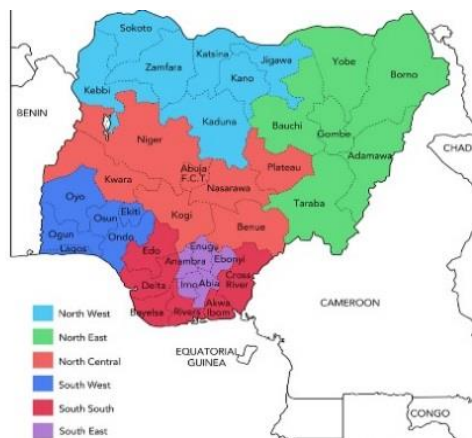 Sokoto
Katsina
Jigawa
Zamfara
Kano
Yobe
Borno
Kebbi
BENIN
Kaduna
Bauchi
Gombe
Niger
CHAD
Adamawa
Abuja
F.C.T.
Plateau
Nasarawa
Kwara
Taraba
Oyo
Kogi
Ekiti
Osun
Benue
Ogun
Ondo
Lagos
Edo
Enugu
Anambra
Ebonyi
Cross
River
Delta
Imo
Abia
Akwa
Ibom
Bayelsa
Rivers
CAMEROON
EQUATORIAL
GUINEA
CONGO
North West
North East
North Central
South West
South South
South East